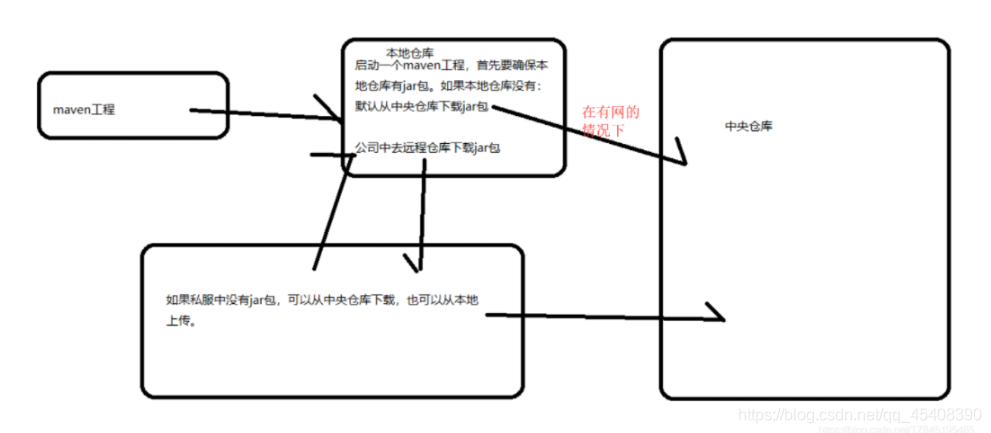 本地仓库
启动一个maven工程，首先要确保本
地仓库有jar包。如果本地仓库没有：
默认从中央仓库下载jar包
公司中去远程仓库下载jar包
maven工程
在有网的
情况下
中央仓库
如果私服中没有jar包，可以从中央仓库下载，也可以从本地
上传。
https://blog.csdn.net/qq_45408390